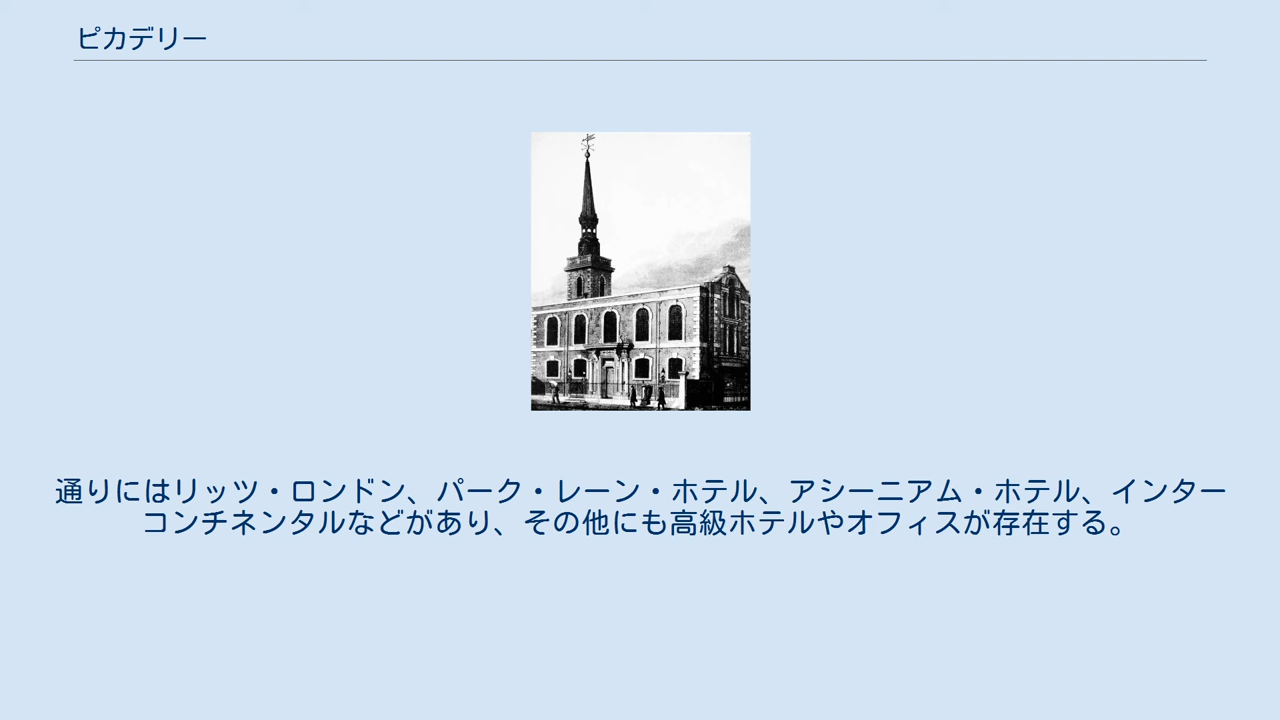 ピカデリー
通りにはリッツ・ロンドン、パーク・レーン・ホテル、アシーニアム・ホテル、インター
コンチネンタルなどがあり、その他にも高級ホテルやオフィスが存在する。